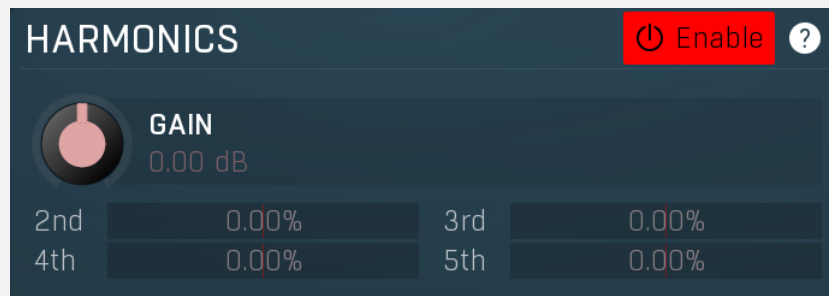 HARMONICS Enable ?
GAIN
0.00 dB
2nd 0.00% 3rd 0.00%
4th 0.00% 5th 0.00%